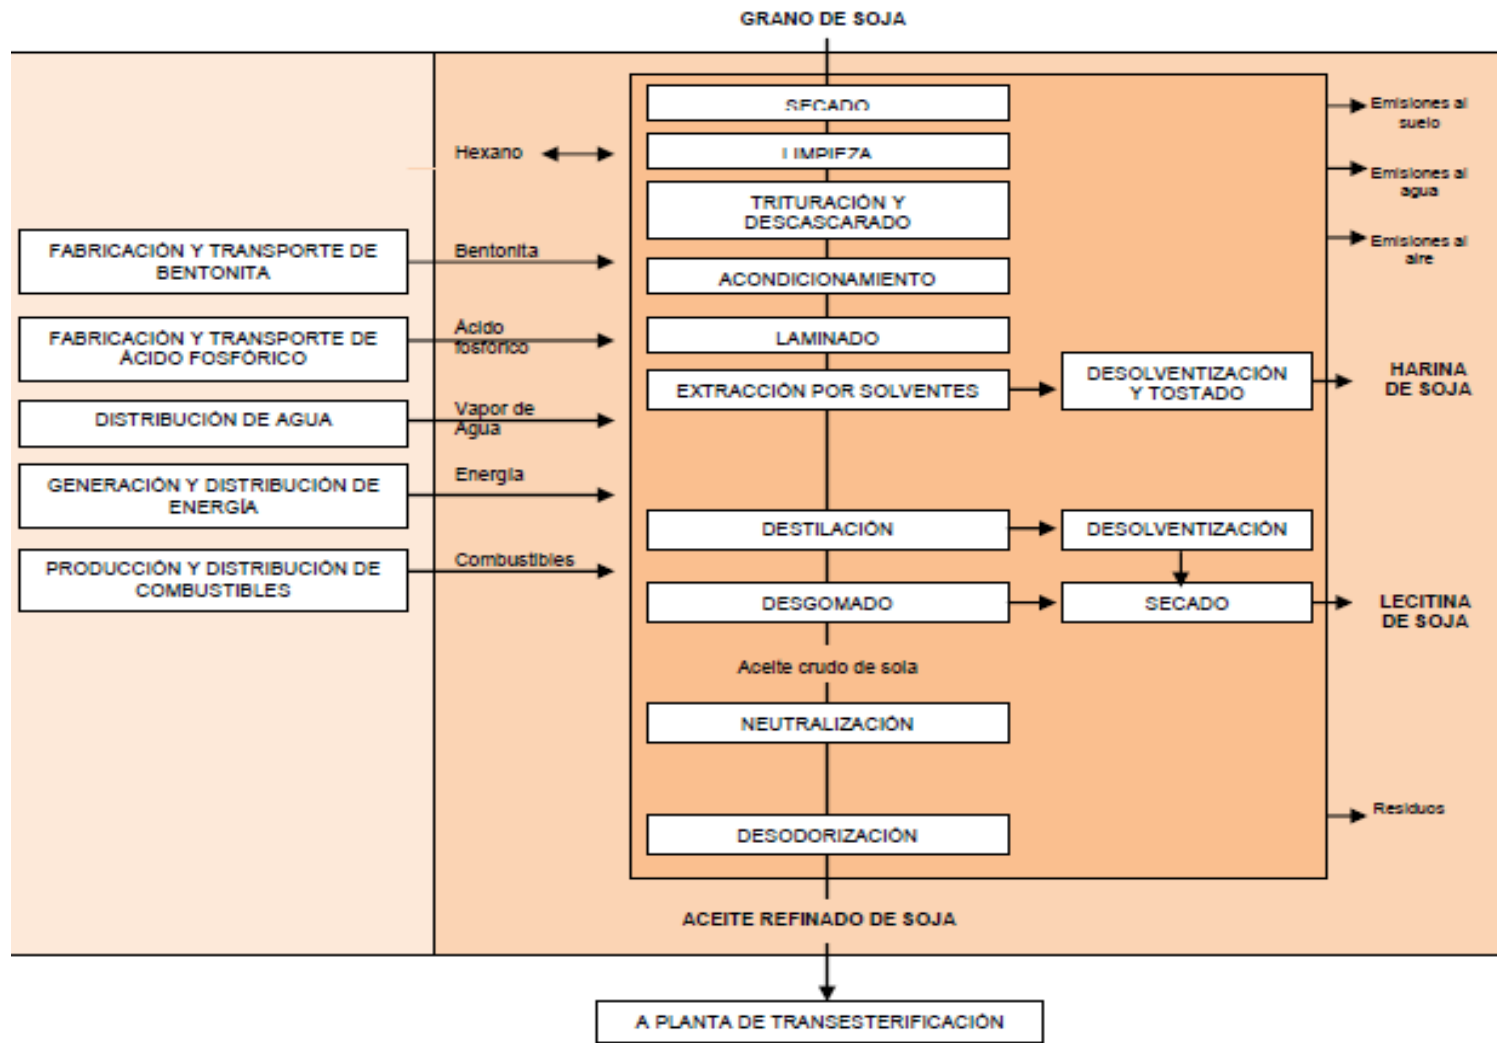 GRANO DE SOJA
SECADO
LIMPIEZA
TRITURACIÓN Y
DESCASCARADO
ACONDICIONAMIENTO
LAMINADO
EXTRACCIÓN POR SOLVENTES
DESOLVENTIZACIÓN
Y TOSTADO
HARINA
DE SOJA
DESTILACIÓN
DESOLVENTIZACIÓN
DESGOMADO
SECADO
LECITINA
DE SOJA
Aceite crudo de sola
NEUTRALIZACIÓN
DESODORIZACIÓN
ACEITE REFINADO DE SOJA
A PLANTA DE TRANSESTERIFICACIÓN
Hexano
FABRICACIÓN Y TRANSPORTE DE
BENTONITA
Bentonita
FABRICACIÓN Y TRANSPORTE DE
ÁCIDO FOSFÓRICO
Ácido
fosfórico
DISTRIBUCIÓN DE AGUA
Vapor de
Agua
GENERACIÓN Y DISTRIBUCIÓN DE
ENERGÍA
Energía
PRODUCCIÓN Y DISTRIBUCIÓN DE
COMBUSTIBLES
Combustibles
Emisiones al
suelo
Emisiones al
agua
Emisiones al
aire
Residuos